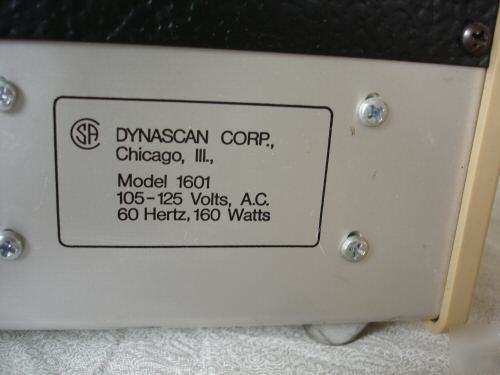 SA DYNASCAN CORP.,
Chicago, Ill.,
Model 1601
105-125 Volts, A.C.
60 Hertz, 160 Watts